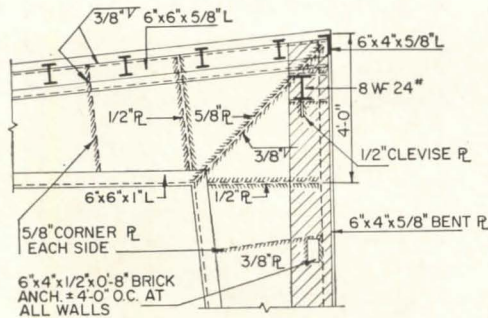 3/8" V
6"x6"x5/8" L
6"x4"x5/8" L
8 WF 24#
4'-0"
1/2" PL
5/8" PL
3/8" V
1/2" CLEVISE PL
6"x6"x1" L
1/2" PL
5/8" CORNER PL
EACH SIDE
6"x4"x5/8" BENT PL
3/8" PL
6"x4"x1/2"x0'-8" BRICK
ANCH. ± 4'-0" O.C. AT
ALL WALLS